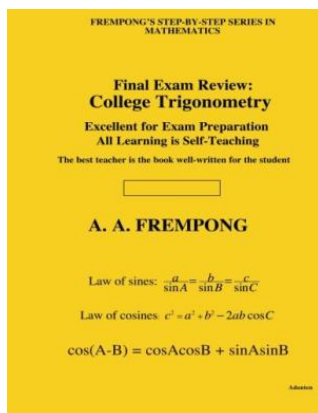 FREMPONG'S STEP-BY-STEP SERIES IN
MATHEMATICS
Final Exam Review:
College Trigonometry
Excellent for Exam Preparation
All Learning is Self-Teaching
The best teacher is the book well-written for the student
A. A. FREMPONG
Law of sines: a/sinA = b/sinB = c/sinC
Law of cosines c² = a² + b² − 2ab cosC
cos(A-B) = cosAcosB + sinAsinB
Adonten